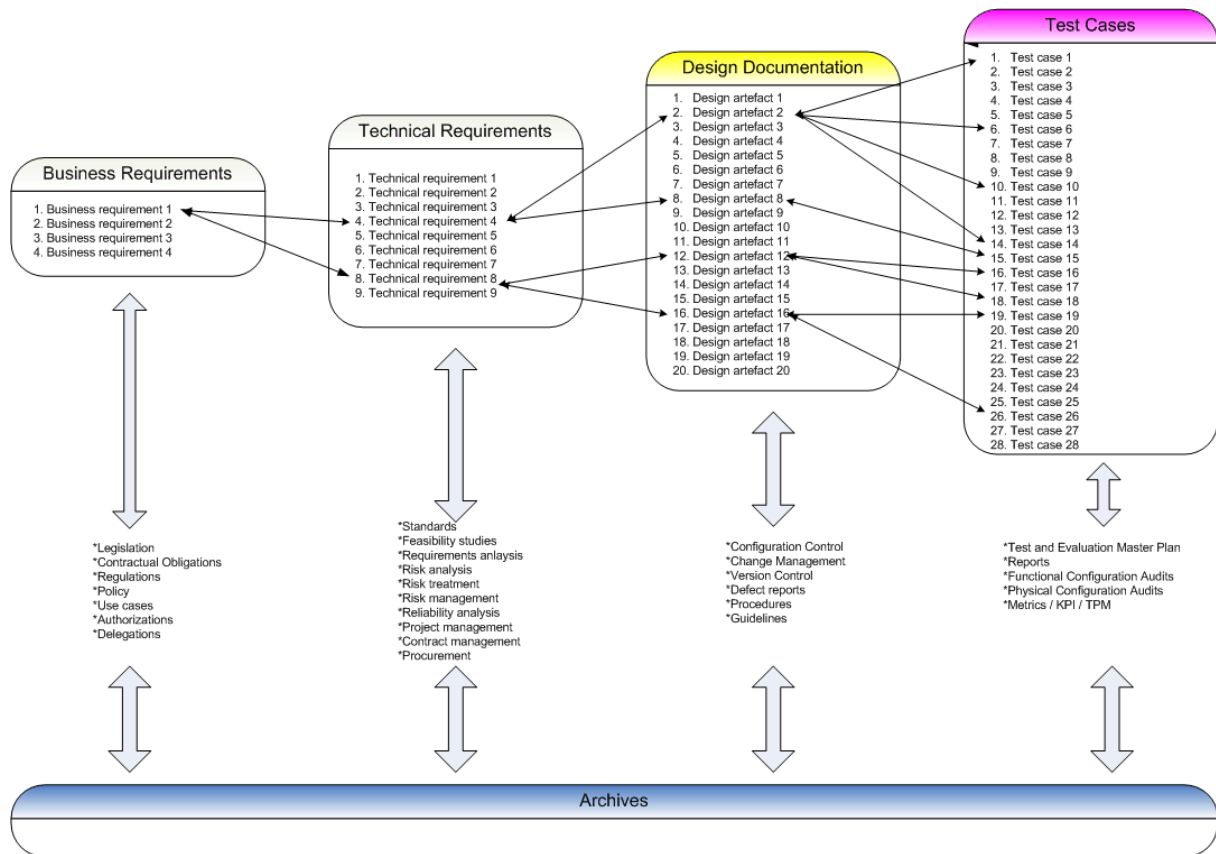 Business Requirements
1. Business requirement 1
2. Business requirement 2
3. Business requirement 3
4. Business requirement 4
*Legislation
*Contractual Obligations
*Regulations
*Policy
*Use cases
*Authorizations
*Delegations
Technical Requirements
1. Technical requirement 1
2. Technical requirement 2
3. Technical requirement 3
4. Technical requirement 4
5. Technical requirement 5
6. Technical requirement 6
7. Technical requirement 7
8. Technical requirement 8
9. Technical requirement 9
*Standards
*Feasibility studies
*Requirements anlaysis
*Risk analysis
*Risk treatment
*Risk management
*Reliability analysis
*Project management
*Contract management
*Procurement
Design Documentation
1. Design artefact 1
2. Design artefact 2
3. Design artefact 3
4. Design artefact 4
5. Design artefact 5
6. Design artefact 6
7. Design artefact 7
8. Design artefact 8
9. Design artefact 9
10. Design artefact 10
11. Design artefact 11
12. Design artefact 12
13. Design artefact 13
14. Design artefact 14
15. Design artefact 15
16. Design artefact 16
17. Design artefact 17
18. Design artefact 18
19. Design artefact 19
20. Design artefact 20
*Configuration Control
*Change Management
*Version Control
*Defect reports
*Procedures
*Guidelines
Test Cases
1. Test case 1
2. Test case 2
3. Test case 3
4. Test case 4
5. Test case 5
6. Test case 6
7. Test case 7
8. Test case 8
9. Test case 9
10. Test case 10
11. Test case 11
12. Test case 12
13. Test case 13
14. Test case 14
15. Test case 15
16. Test case 16
17. Test case 17
18. Test case 18
19. Test case 19
20. Test case 20
21. Test case 21
22. Test case 22
23. Test case 23
24. Test case 24
25. Test case 25
26. Test case 26
27. Test case 27
28. Test case 28
*Test and Evaluation Master Plan
*Reports
*Functional Configuration Audits
*Physical Configuration Audits
*Metrics / KPI / TPM
Archives